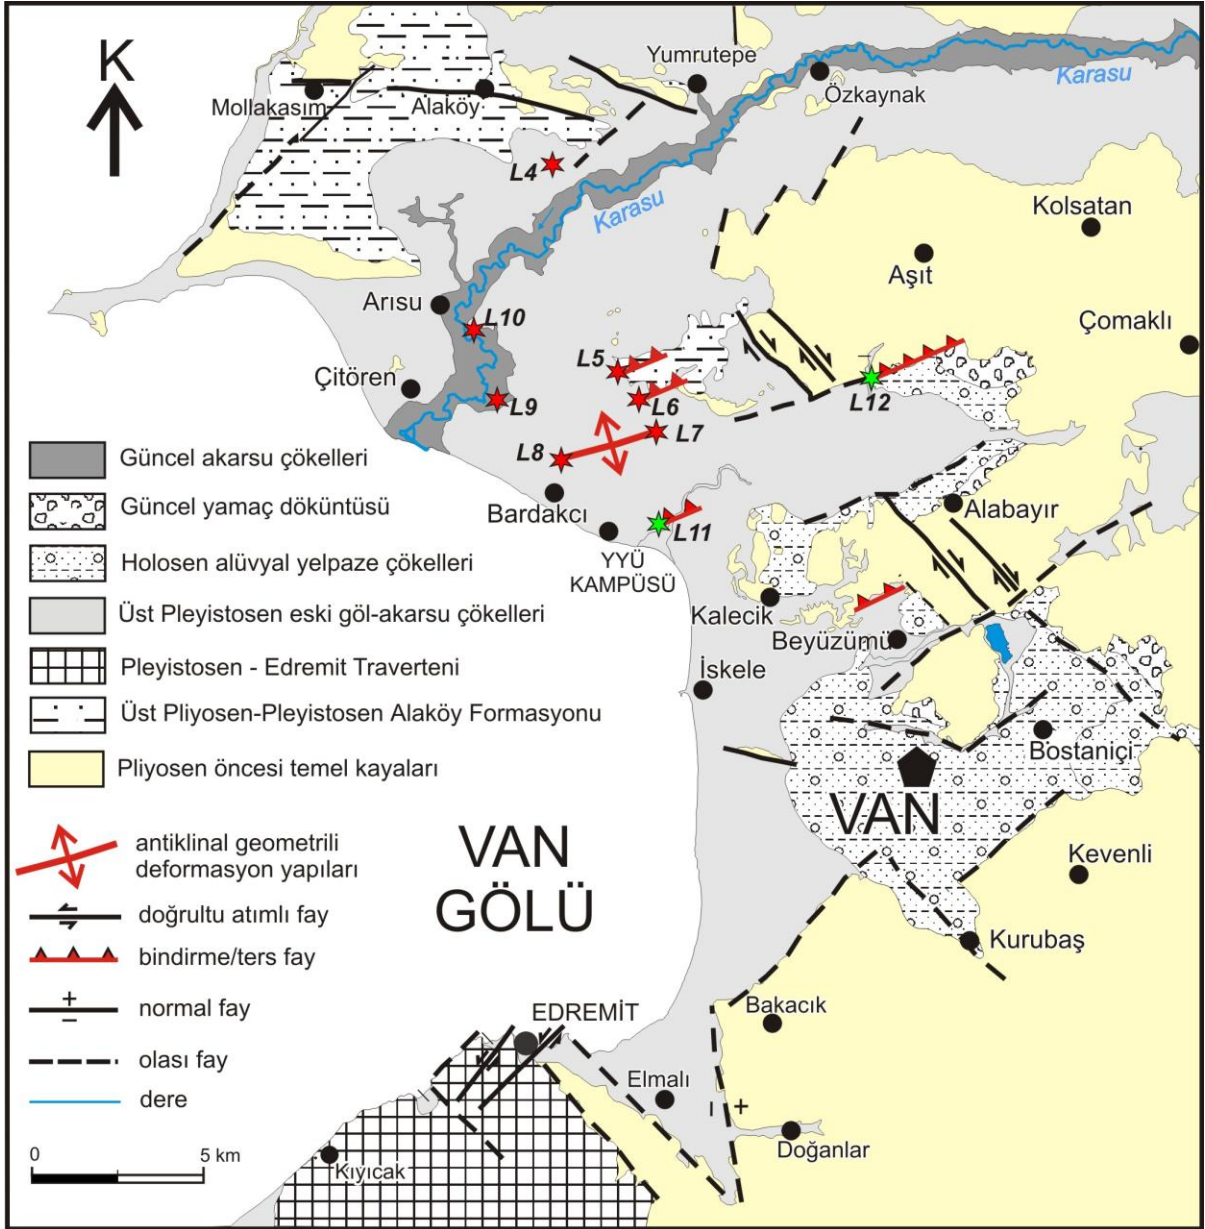 K
Yumrutepe
Karasu
Özkaynak
Mollakasım
Alaköy
L4
Karasu
Kolsatan
Aşıt
Arısu
L10
Çomaklı
L5
Çitören
L12
L9
L6
L7
L8
Güncel akarsu çökelleri
Bardakcı
Güncel yamaç döküntüsü
Alabayır
L11
YYÜ
KAMPÜSÜ
Holosen alüvyal yelpaze çökelleri
Kalecik
Üst Pleyistosen eski göl-akarsu çökelleri
Beyüzümü
Pleyistosen - Edremit Traverteni
İskele
Üst Pliyosen-Pleyistosen Alaköy Formasyonu
Bostaniçi
Pliyosen öncesi temel kayaları
VAN
VAN
GÖLÜ
antiklinal geometrili
deformasyon yapıları
Kevenli
doğrultu atımlı fay
Kurubaş
bindirme/ters fay
+
−
normal fay
Bakacık
EDREMİT
olası fay
Elmalı
− +
dere
Doğanlar
0 5 km
Kıyıcak